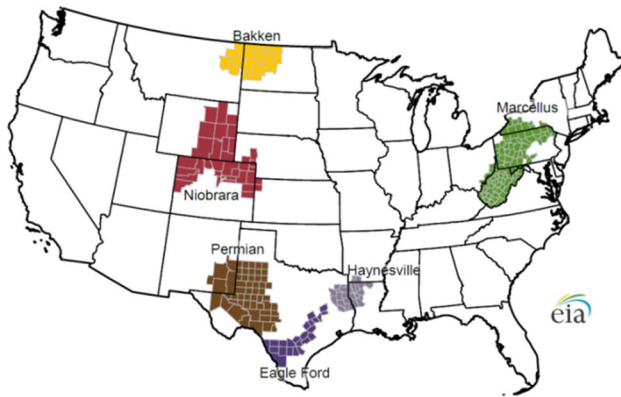 Bakken
Marcellus
Niobrara
Permian
Haynesville
eia
Eagle Ford